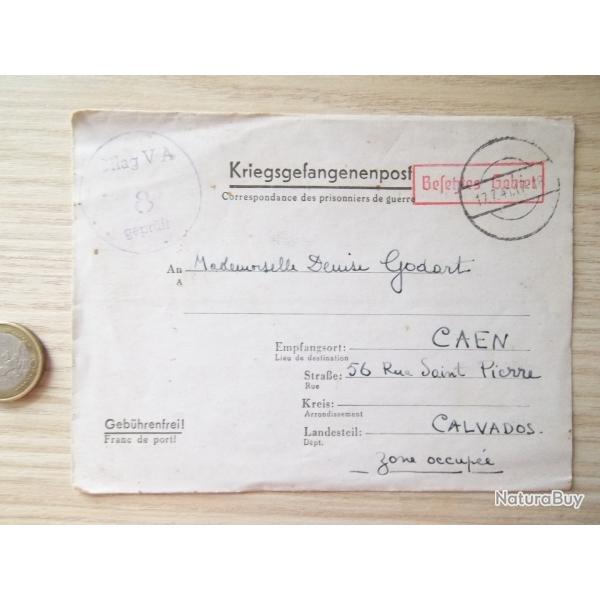 Oflag V A
8
geprüft
Kriegsgefangenenpost
Besetztes Gebiet
Correspondance des prisonniers de guerre
An Mademoiselle Denise Godart
A
Empfangsort: CAEN
Lieu de destination
Straße: 56 Rue Saint Pierre
Rue
Kreis:
Arrondissement
Gebührenfrei!
Franc de port!
Landesteil: CALVADOS.
Dépt.
zone occupée
NaturaBuy